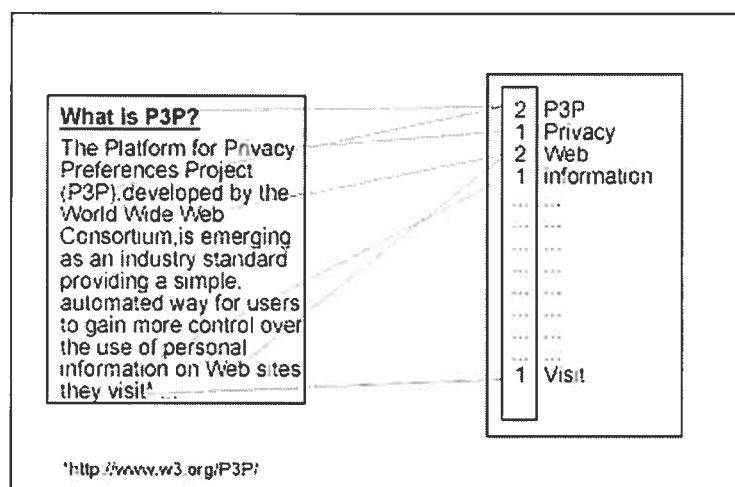 What is P3P?
The Platform for Privacy
Preferences Project
(P3P).developed by the
World Wide Web
Consortium,is emerging
as an industry standard
providing a simple.
automated way for users
to gain more control over
the use of personal
information on Web sites
they visit* ...
2 P3P
1 Privacy
2 Web
1 information
... ...
... ...
... ...
... ...
... ...
... ...
... ...
... ...
1 Visit
*http://www.w3.org/P3P/